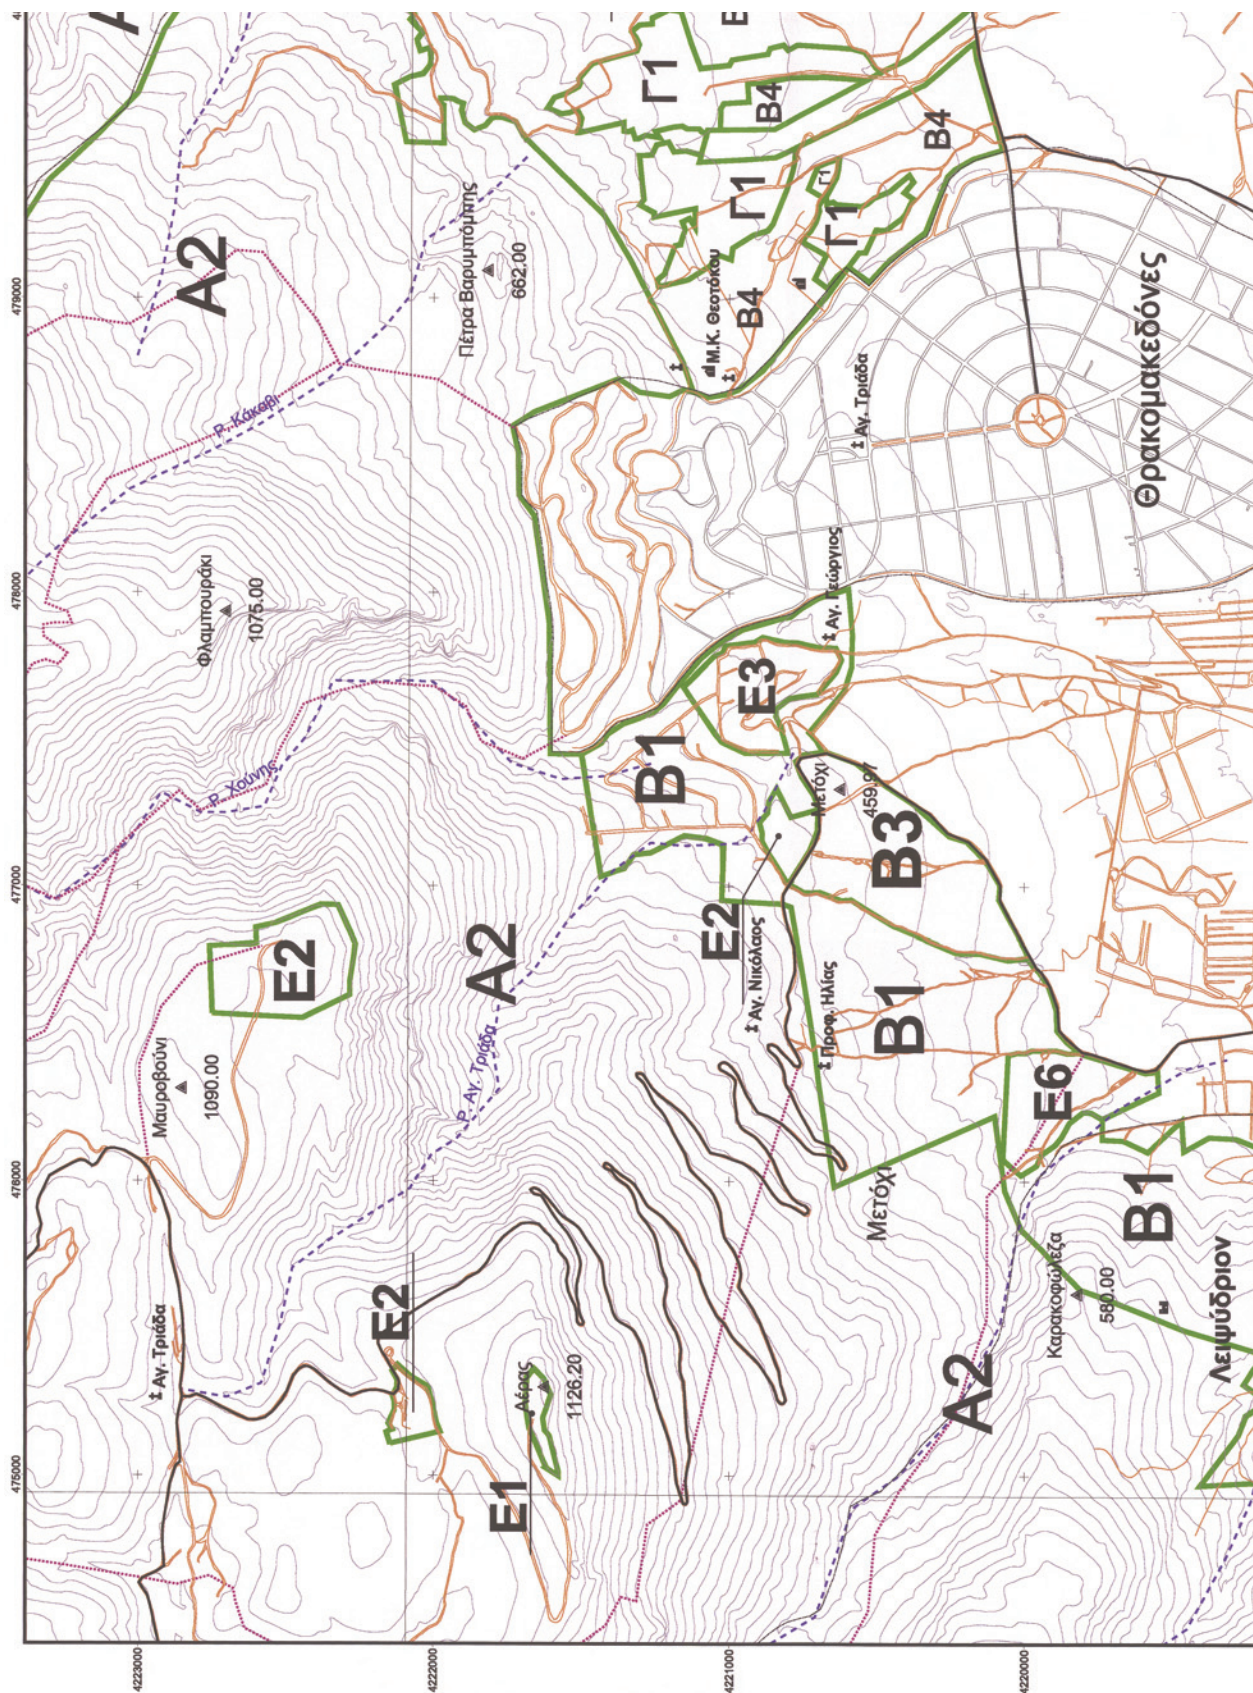 479000
478000
477000
476000
475000
4223000
4222000
4221000
4220000
Α2
Πέτρα Βαρυμπόμπης
662.00
Γ1
Β4
Γ1
Β4
Γ1
Γ1
Β4
Μ.Κ. Θεοτόκου
Ρ. Κάκαβι
Αγ. Τριάδα
Θρακομακεδόνες
Φλαμπουράκι
1075.00
Αγ. Γεώργιος
Ε3
Β1
Ρ. Χούνης
Μετόχι
459.97
Β3
Ε2
Α2
Ε2
Αγ. Νικόλαος
Προφ. Ηλίας
Β1
Μαυροβούνι
1090.00
Ρ. Αγ. Τριάδα
Ε6
Μετόχι
Β1
Αγ. Τριάδα
Ε2
Αέρας
1126.20
Ε1
Καρακοφώλεζα
580.00
Λειψύδριον
Α2